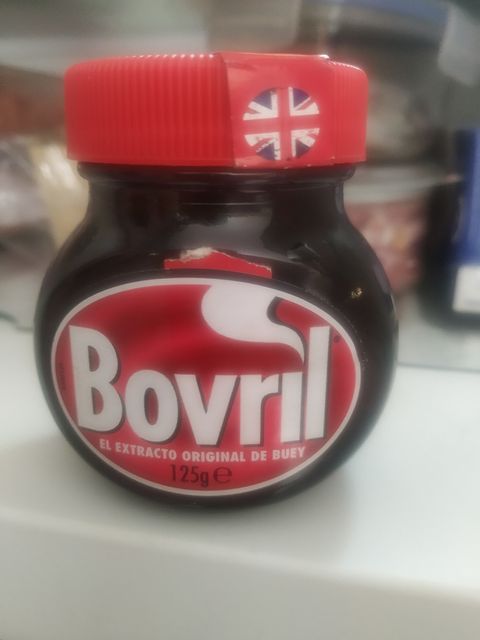 Bovril
EL EXTRACTO ORIGINAL DE BUEY
125g ℮